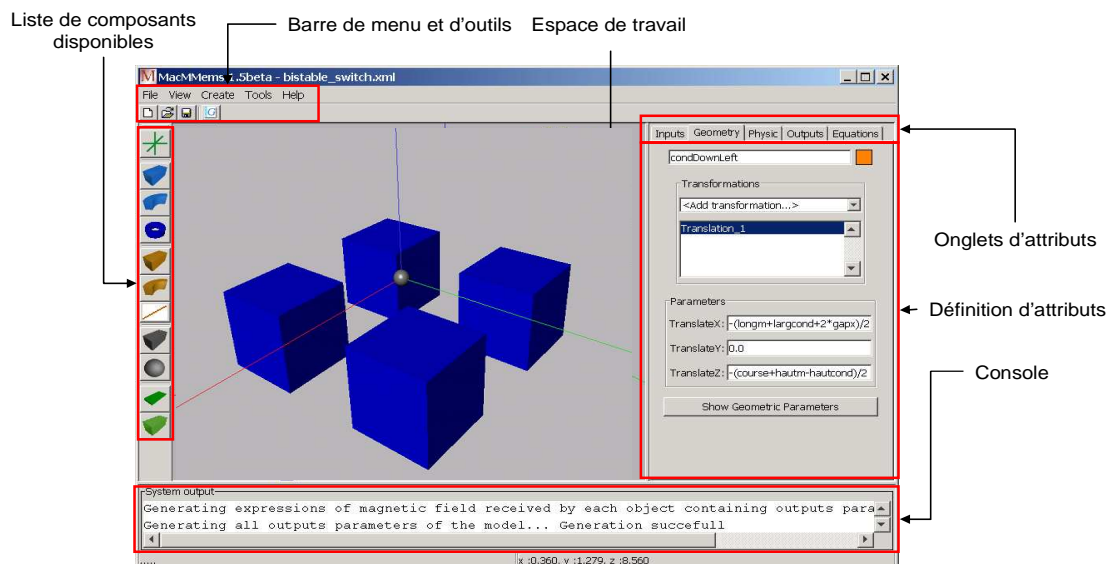 Liste de composants
disponibles
Barre de menu et d'outils
Espace de travail
MacMMems 1.5beta - bistable_switch.xml
File View Create Tools Help
Inputs Geometry Physic Outputs Equations
condDownLeft
Transformations
<Add transformation...>
Translation_1
Onglets d'attributs
Parameters
Définition d'attributs
TranslateX: -(longm+largcond+2*gapx)/2
TranslateY: 0.0
TranslateZ: -(course+hautm-hautcond)/2
Console
Show Geometric Parameters
System output
Generating expressions of magnetic field received by each object containing outputs para
Generating all outputs parameters of the model... Generation succefull
..... x :0.360, y :1.279, z :8.560